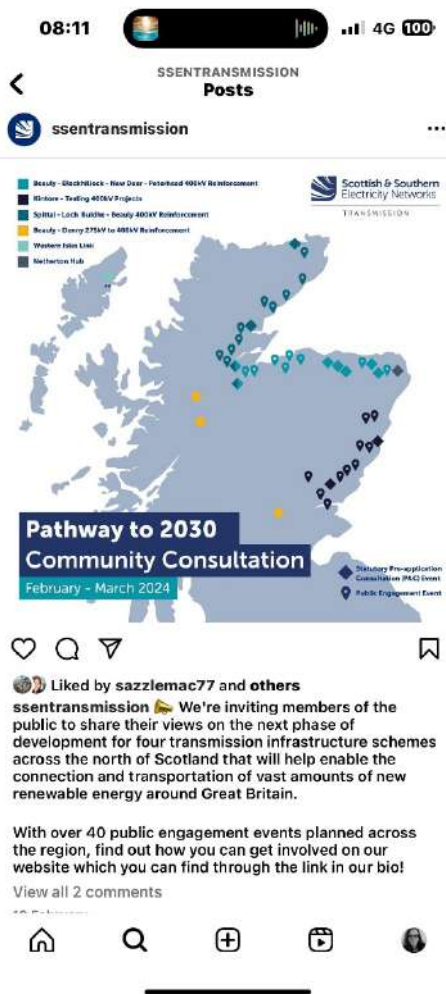 08:11
4G 100
SSENTRANSMISSION
Posts
ssentransmission
Beauly - Blackhillock - New Deer - Peterhead 400kV Reinforcement
Kintore - Tealing 400kV Projects
Spittal - Loch Buidhe - Beauly 400kV Reinforcement
Beauly - Denny 275kV to 400kV Reinforcement
Western Isles Link
Netherton Hub
Scottish & Southern
Electricity Networks
TRANSMISSION
Pathway to 2030
Community Consultation
February - March 2024
Statutory Pre-application
Consultation (PAC) Event
Public Engagement Event
Liked by sazzlemac77 and others
ssentransmission 📣 We're inviting members of the
public to share their views on the next phase of
development for four transmission infrastructure schemes
across the north of Scotland that will help enable the
connection and transportation of vast amounts of new
renewable energy around Great Britain.
With over 40 public engagement events planned across
the region, find out how you can get involved on our
website which you can find through the link in our bio!
View all 2 comments